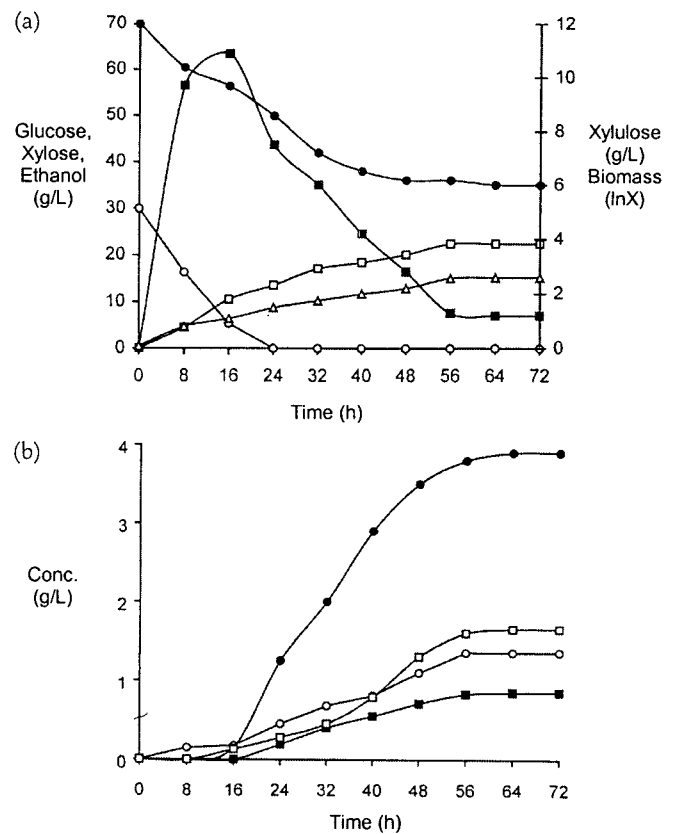 (a)
70
60
50
40
30
20
10
0
Glucose,
Xylose,
Ethanol
(g/L)
12
10
8
6
4
2
0
Xylulose
(g/L)
Biomass
(lnX)
0 8 16 24 32 40 48 56 64 72
Time (h)
(b)
4
3
2
1
0
Conc.
(g/L)
0 8 16 24 32 40 48 56 64 72
Time (h)